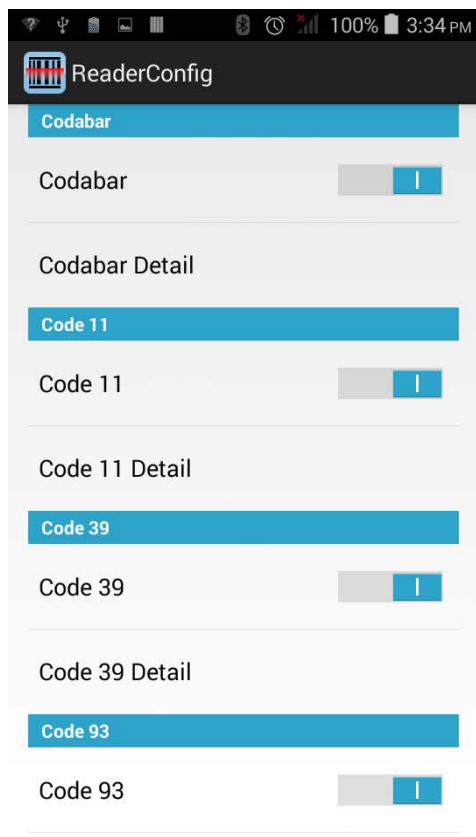 100% 3:34 PM
ReaderConfig
Codabar
Codabar
Codabar Detail
Code 11
Code 11
Code 11 Detail
Code 39
Code 39
Code 39 Detail
Code 93
Code 93